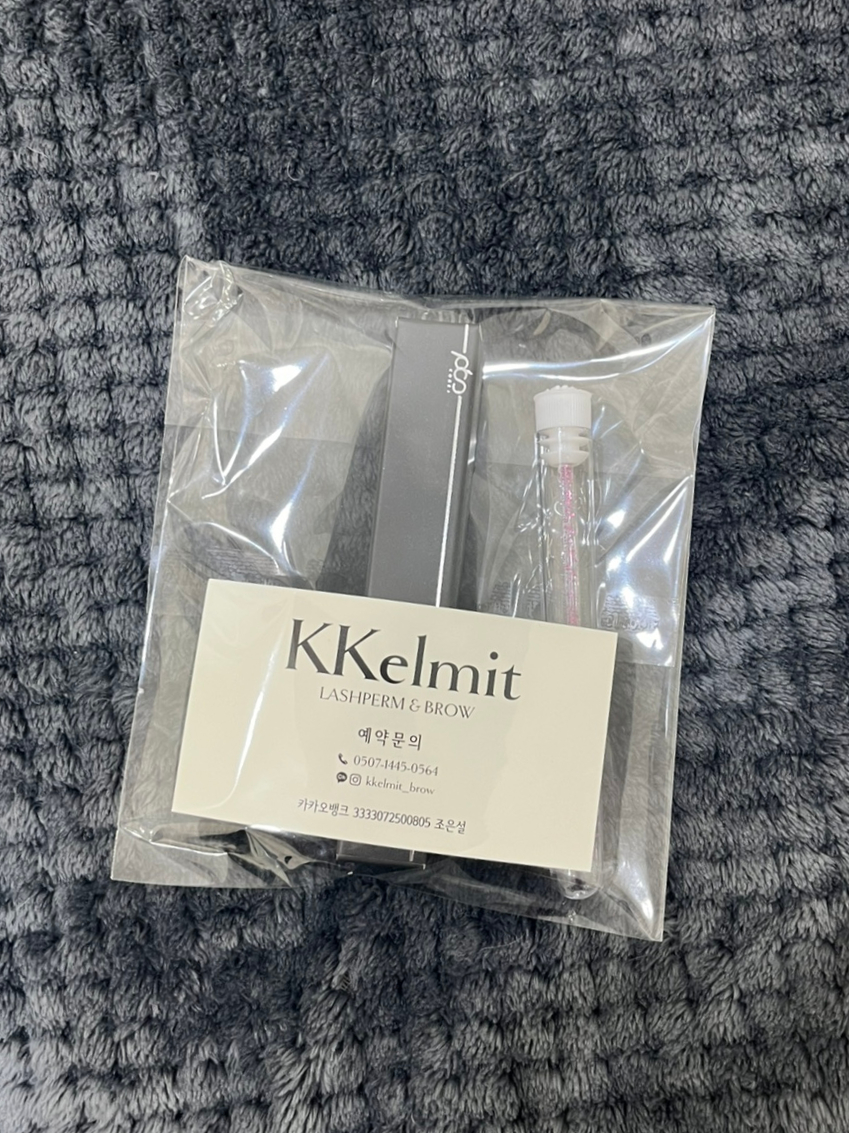 KKelmit
LASHPERM & BROW
예약문의
0507-1445-0564
kkelmit_brow
카카오뱅크 3333072500805 조은설